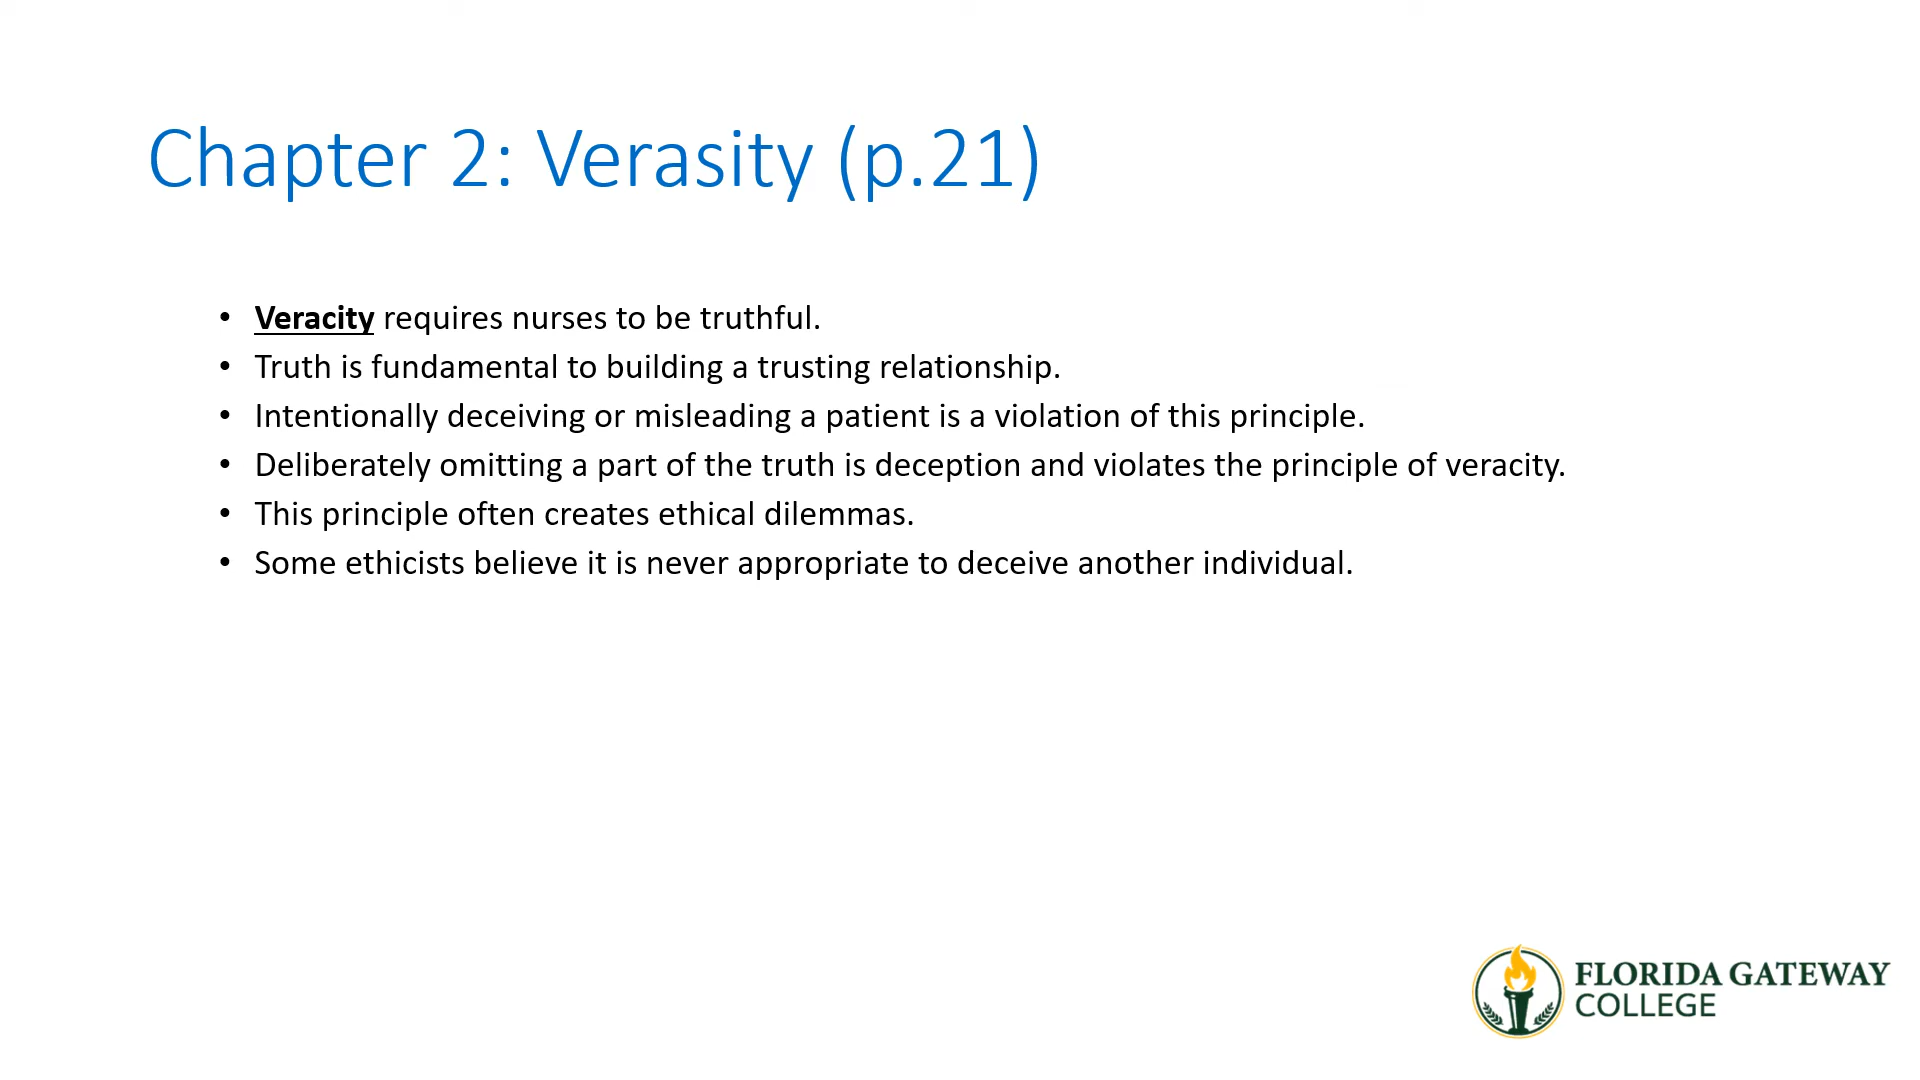 Chapter 2: Verasity (p.21)
• Veracity requires nurses to be truthful.
• Truth is fundamental to building a trusting relationship.
• Intentionally deceiving or misleading a patient is a violation of this principle.
• Deliberately omitting a part of the truth is deception and violates the principle of veracity.
• This principle often creates ethical dilemmas.
• Some ethicists believe it is never appropriate to deceive another individual.
FLORIDA GATEWAY
COLLEGE